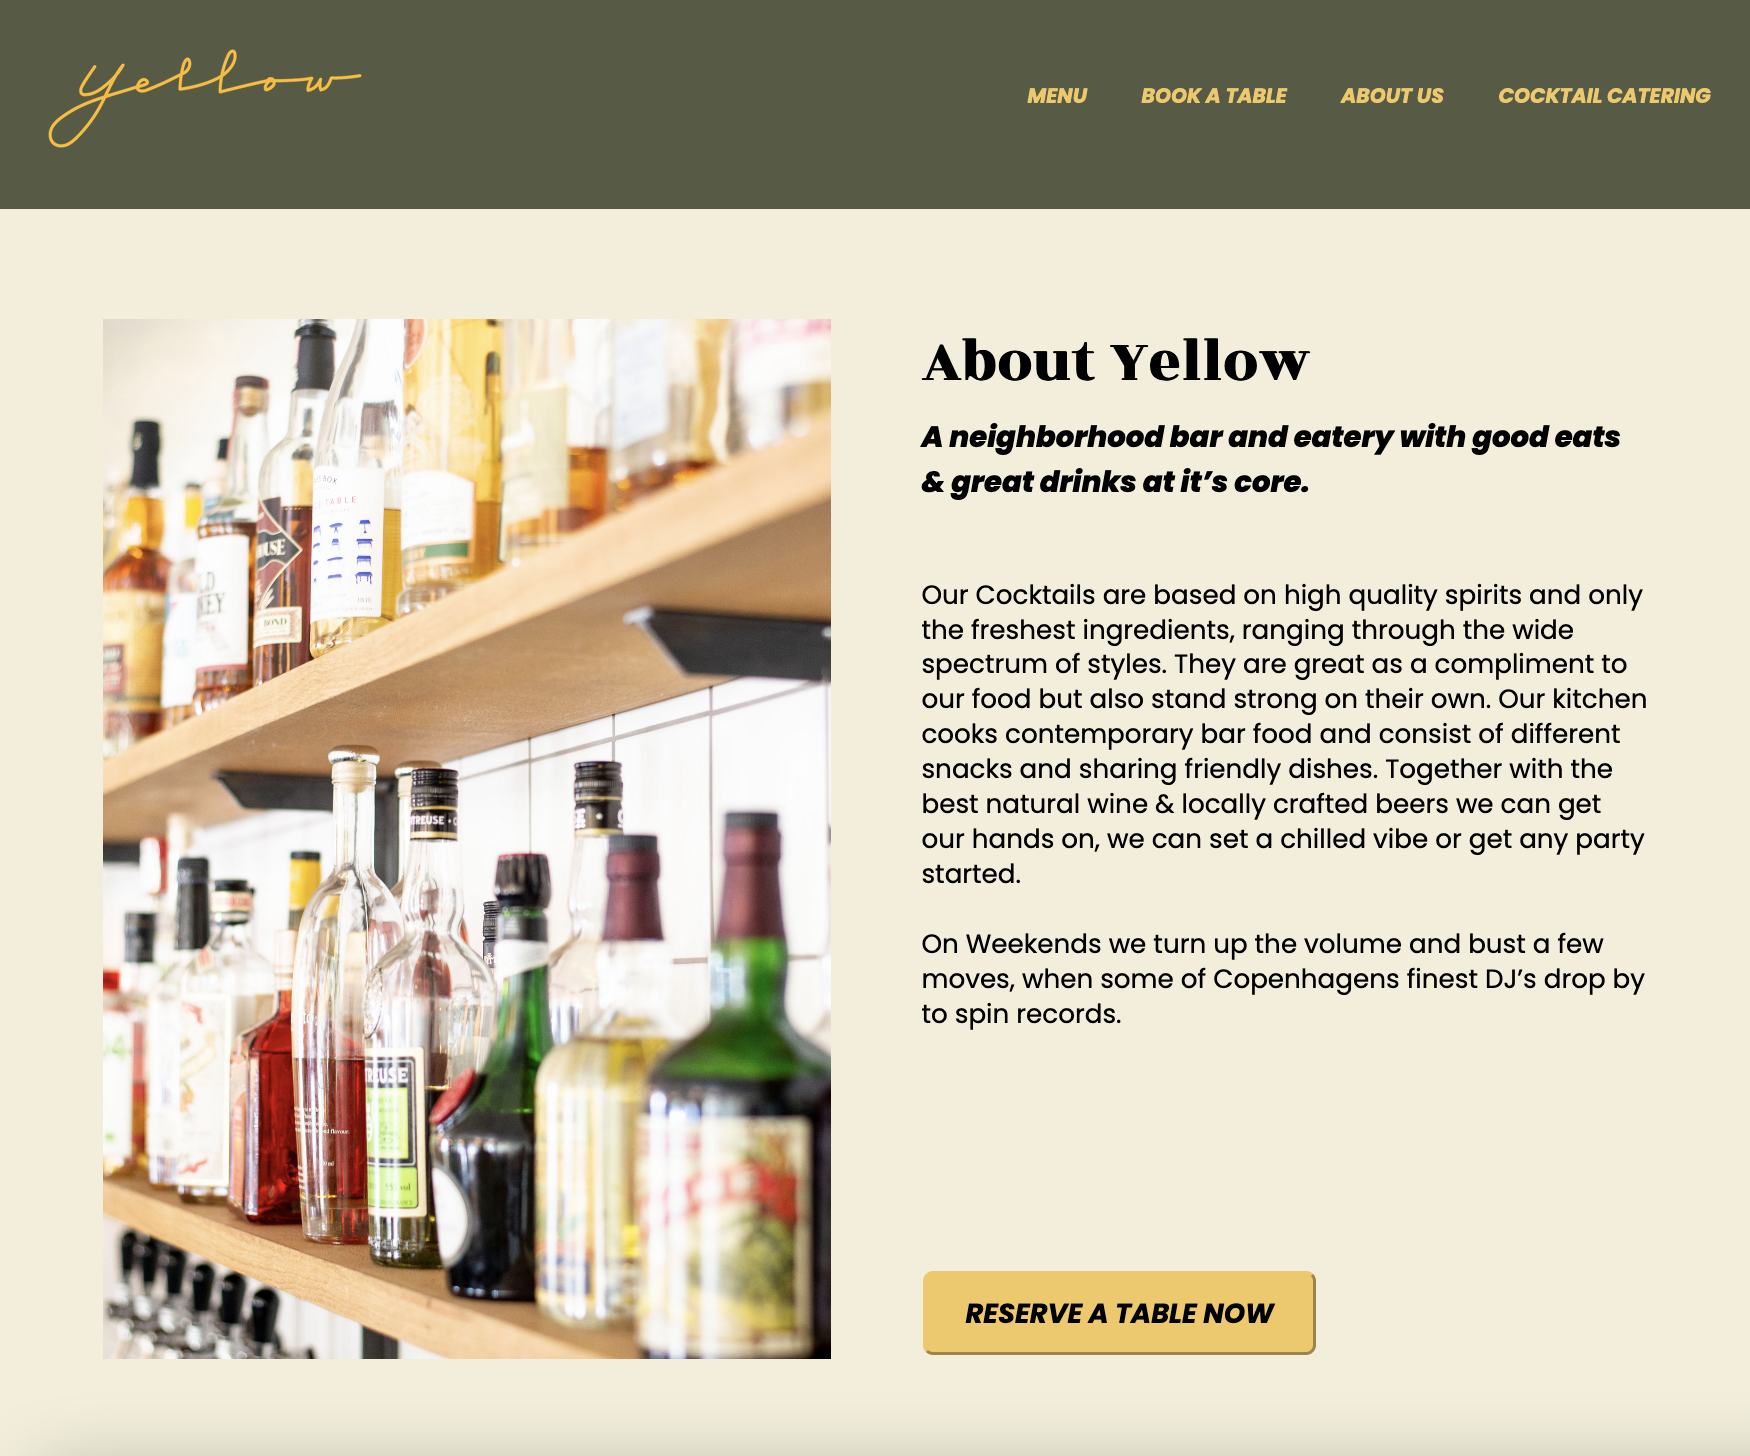 yellow
MENU BOOK A TABLE ABOUT US COCKTAIL CATERING
About Yellow
A neighborhood bar and eatery with good eats
& great drinks at it’s core.
Our Cocktails are based on high quality spirits and only
the freshest ingredients, ranging through the wide
spectrum of styles. They are great as a compliment to
our food but also stand strong on their own. Our kitchen
cooks contemporary bar food and consist of different
snacks and sharing friendly dishes. Together with the
best natural wine & locally crafted beers we can get
our hands on, we can set a chilled vibe or get any party
started.
On Weekends we turn up the volume and bust a few
moves, when some of Copenhagens finest DJ’s drop by
to spin records.
RESERVE A TABLE NOW
BOX
TABLE
BOND